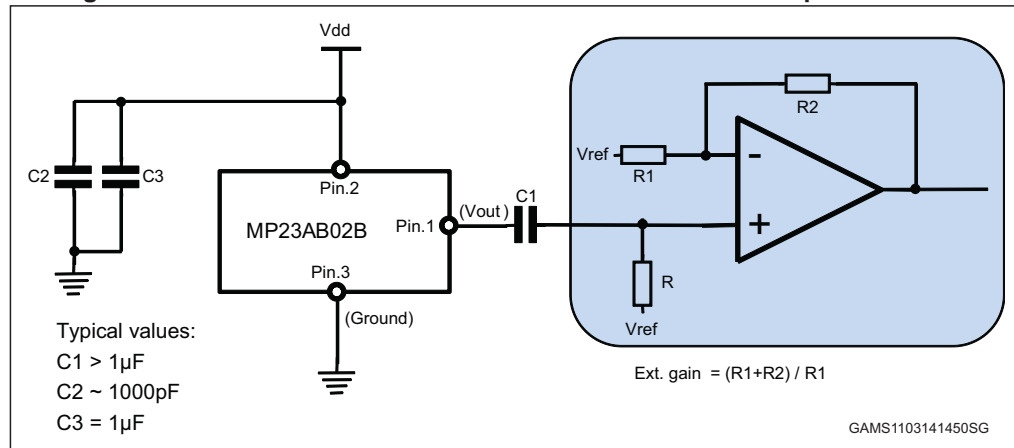 Vdd
C2
C3
Pin.2
MP23AB02B
Pin.1
(Vout)
C1
Pin.3
(Ground)
Vref
R1
R2
-
+
R
Vref
Typical values:
C1 > 1µF
C2 ~ 1000pF
C3 = 1µF
Ext. gain = (R1+R2) / R1
GAMS1103141450SG